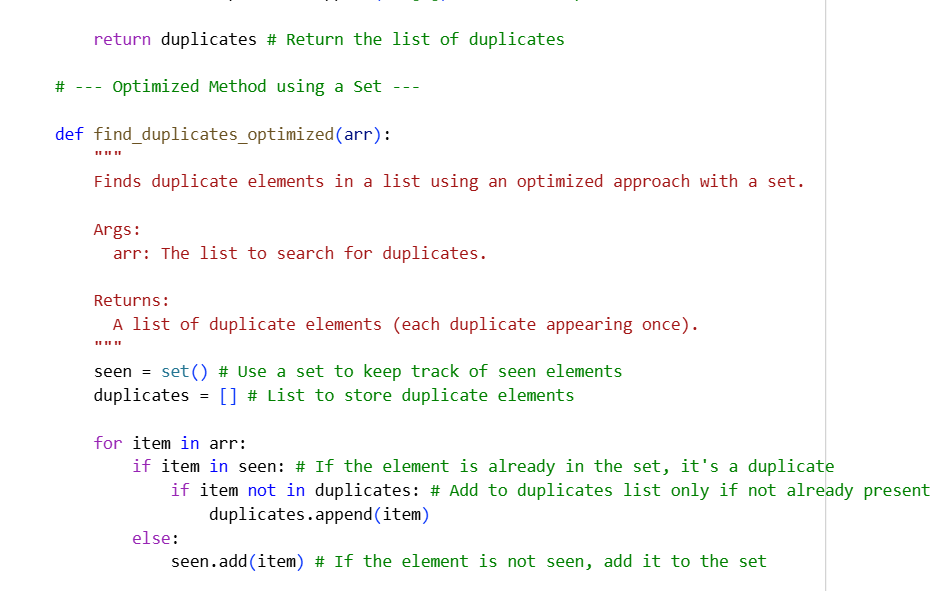 return duplicates # Return the list of duplicates
# --- Optimized Method using a Set ---
def find_duplicates_optimized(arr):
"""
Finds duplicate elements in a list using an optimized approach with a set.
Args:
arr: The list to search for duplicates.
Returns:
A list of duplicate elements (each duplicate appearing once).
"""
seen = set() # Use a set to keep track of seen elements
duplicates = [] # List to store duplicate elements
for item in arr:
if item in seen: # If the element is already in the set, it's a duplicate
if item not in duplicates: # Add to duplicates list only if not already present
duplicates.append(item)
else:
seen.add(item) # If the element is not seen, add it to the set